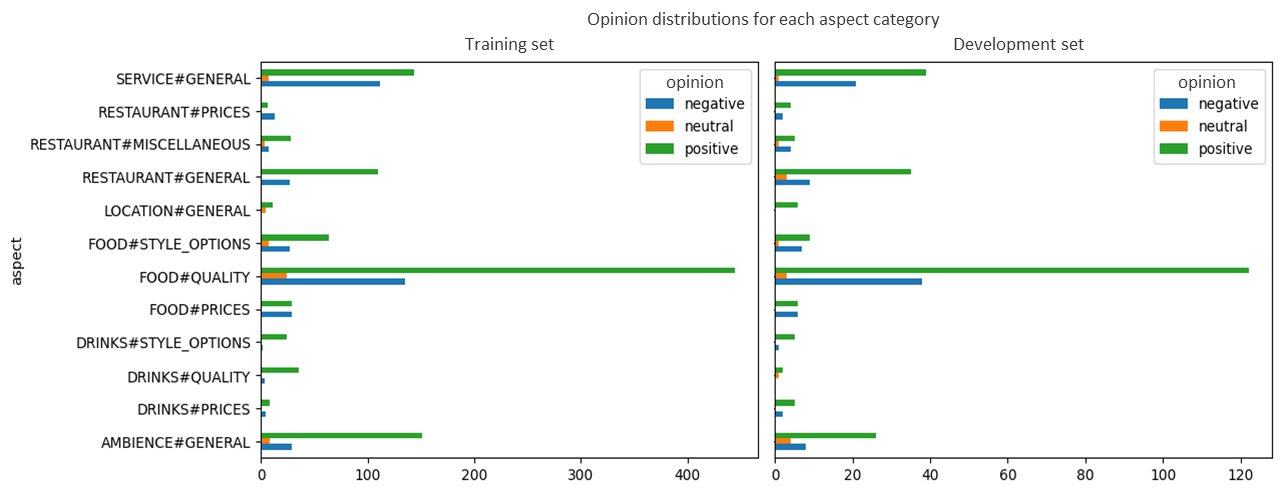 Opinion distributions for each aspect category
Training set
Development set
aspect
SERVICE#GENERAL
RESTAURANT#PRICES
RESTAURANT#MISCELLANEOUS
RESTAURANT#GENERAL
LOCATION#GENERAL
FOOD#STYLE_OPTIONS
FOOD#QUALITY
FOOD#PRICES
DRINKS#STYLE_OPTIONS
DRINKS#QUALITY
DRINKS#PRICES
AMBIENCE#GENERAL
opinion
negative
neutral
positive
0 100 200 300 400
opinion
negative
neutral
positive
0 20 40 60 80 100 120